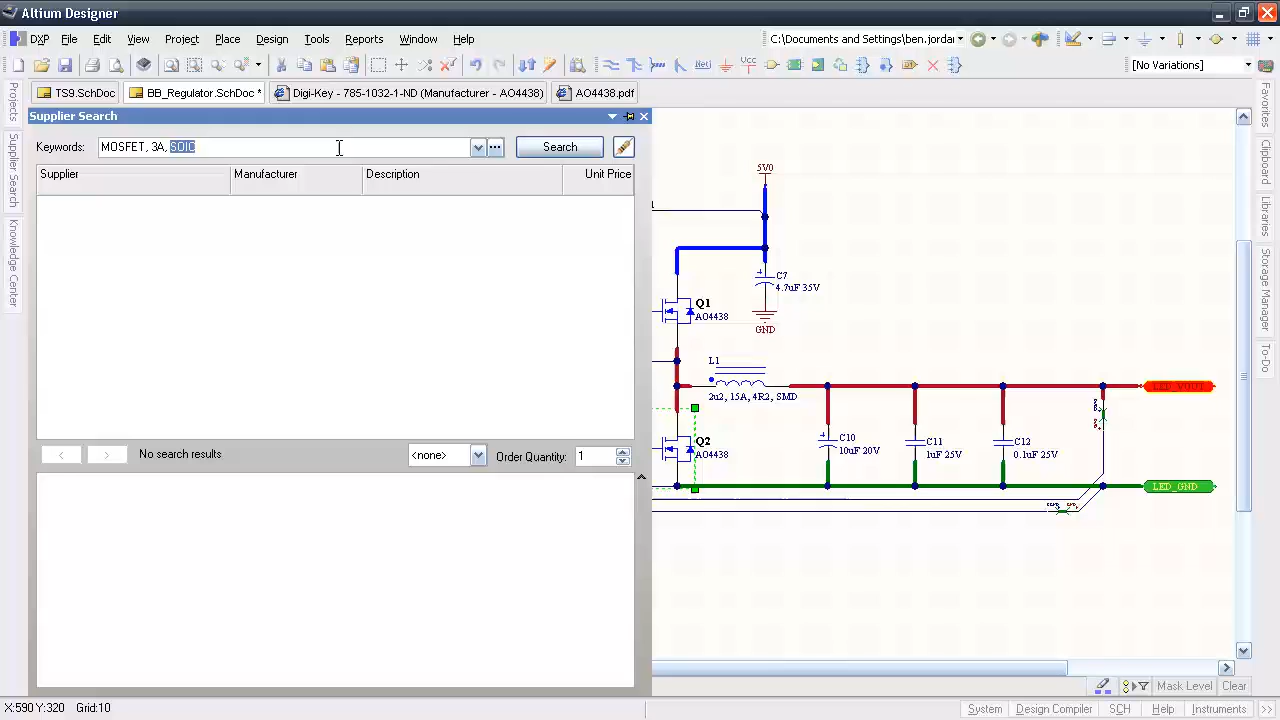 Altium Designer
DXP File Edit View Project Place Design Tools Reports Window Help
C:\Documents and Settings\ben.jordai
[No Variations]
TS9.SchDoc
BB_Regulator.SchDoc *
Digi-Key - 785-1032-1-ND (Manufacturer - AO4438)
AO4438.pdf
Projects
Supplier Search
Knowledge Center
Supplier Search
Keywords: MOSFET, 3A, SOIC
Search
Supplier Manufacturer Description Unit Price
No search results
<none>
Order Quantity: 1
5V0
1
C7
4.7uF 35V
GND
Q1
AO4438
L1
2u2, 15A, 4R2, SMD
LED_VOUT
Q2
AO4438
C10
10uF 20V
C11
1uF 25V
C12
0.1uF 25V
LED_GND
Favorites
Clipboard
Libraries
Storage Manager
To-Do
Mask Level Clear
X:590 Y:320 Grid:10
System Design Compiler SCH Help Instruments >>